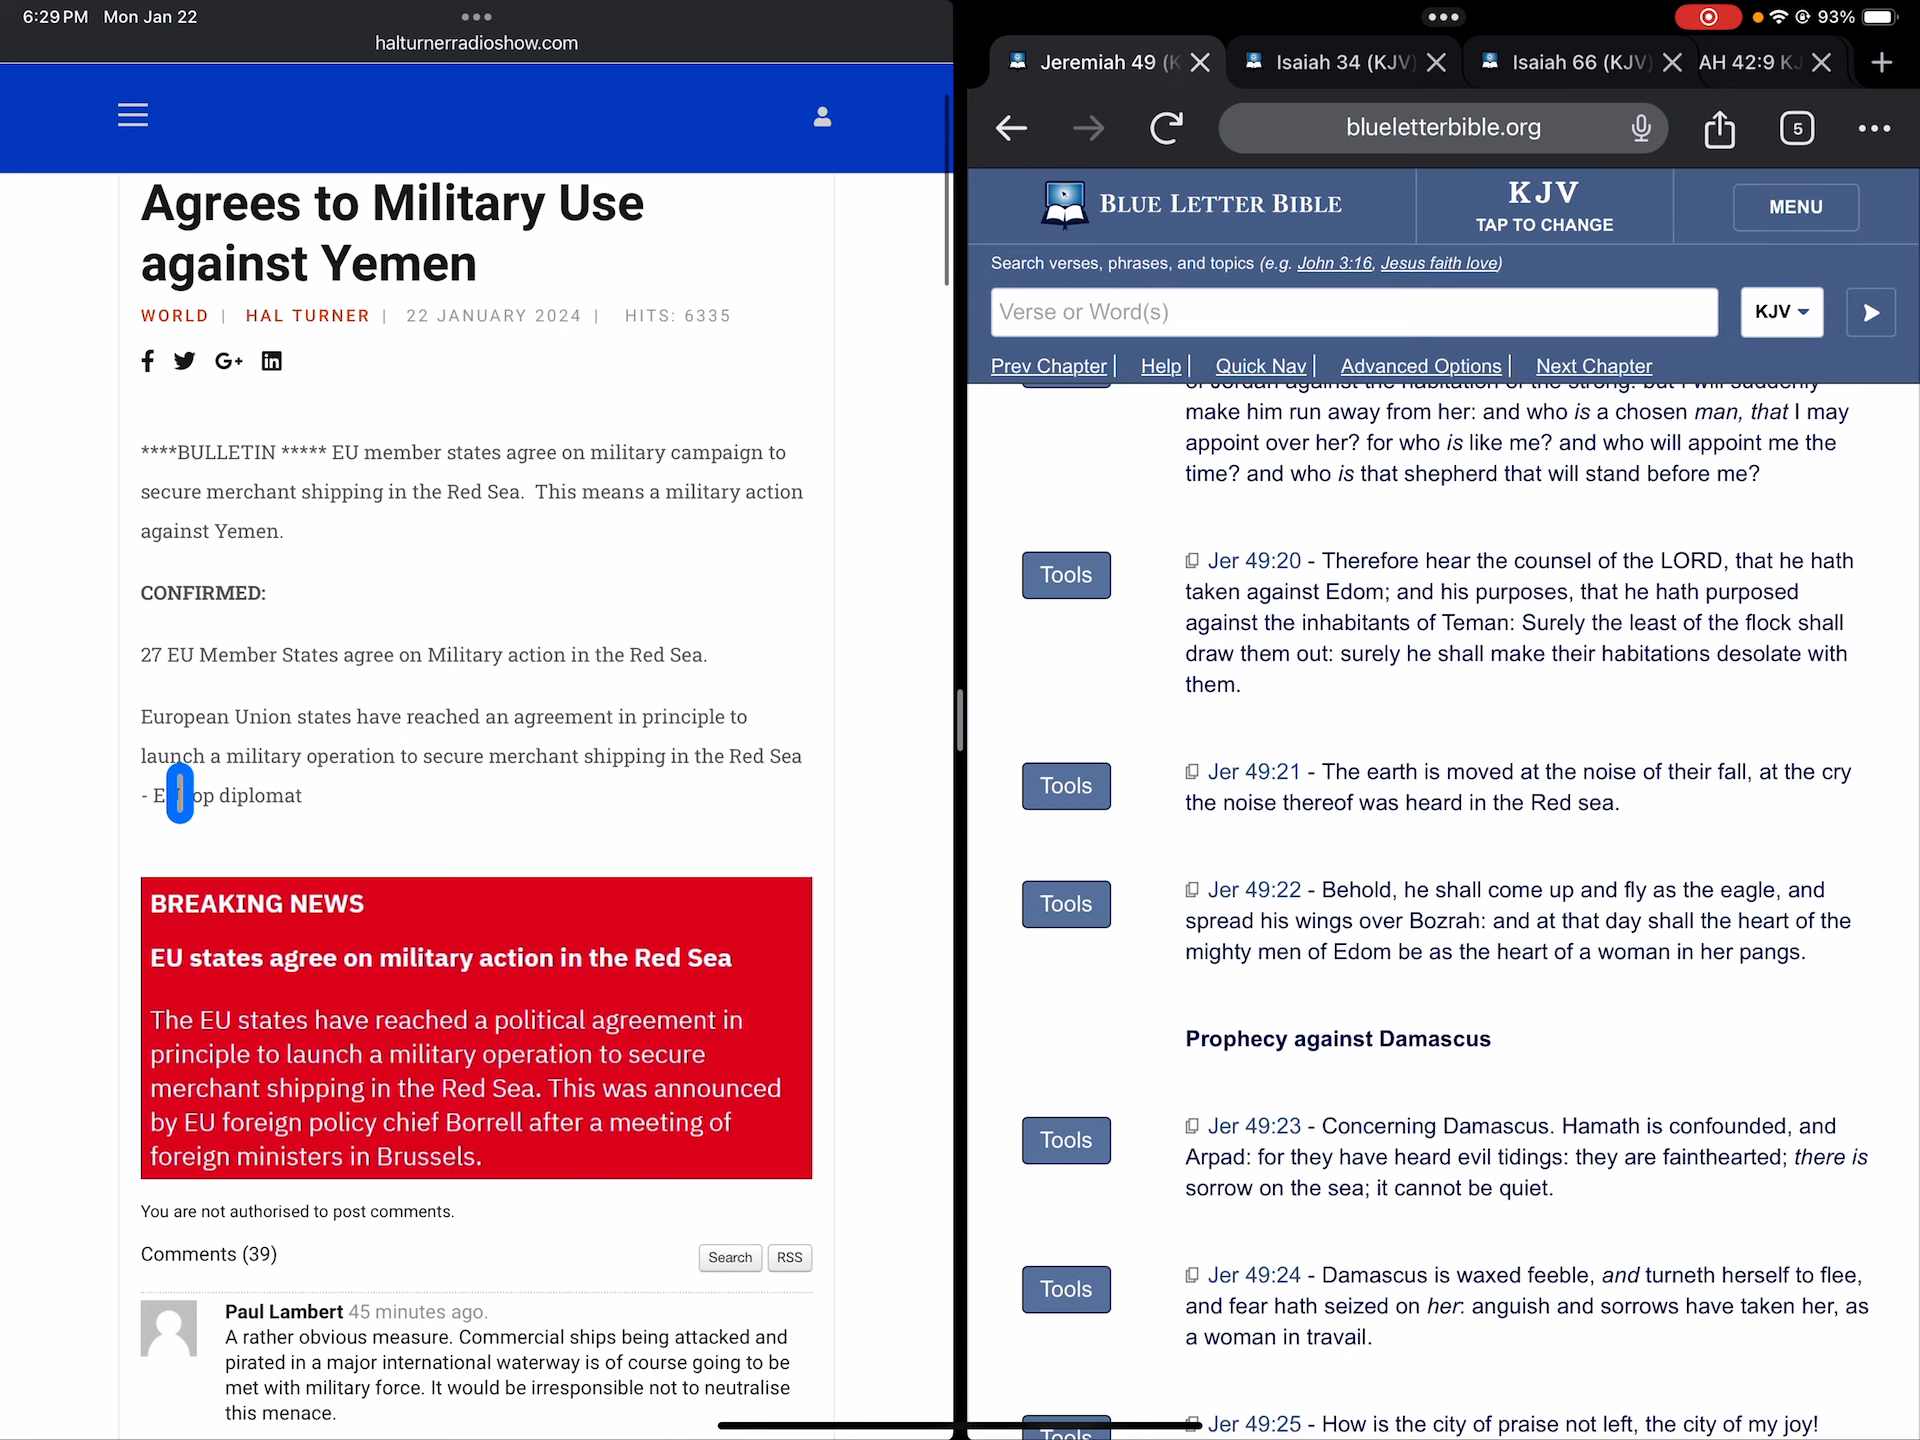 6:29 PM Mon Jan 22
halturnerradioshow.com
Agrees to Military Use
against Yemen
WORLD | HAL TURNER | 22 JANUARY 2024 | HITS: 6335
****BULLETIN ***** EU member states agree on military campaign to
secure merchant shipping in the Red Sea. This means a military action
against Yemen.
CONFIRMED:
27 EU Member States agree on Military action in the Red Sea.
European Union states have reached an agreement in principle to
launch a military operation to secure merchant shipping in the Red Sea
- E op diplomat
BREAKING NEWS
EU states agree on military action in the Red Sea
The EU states have reached a political agreement in
principle to launch a military operation to secure
merchant shipping in the Red Sea. This was announced
by EU foreign policy chief Borrell after a meeting of
foreign ministers in Brussels.
You are not authorised to post comments.
Comments (39)
Search RSS
Paul Lambert 45 minutes ago.
A rather obvious measure. Commercial ships being attacked and
pirated in a major international waterway is of course going to be
met with military force. It would be irresponsible not to neutralise
this menace.
93%
Jeremiah 49 (K
Isaiah 34 (KJV)
Isaiah 66 (KJV)
AH 42:9 KJ
blueletterbible.org
5
BLUE LETTER BIBLE
KJV
TAP TO CHANGE
MENU
Search verses, phrases, and topics (e.g. John 3:16, Jesus faith love)
Verse or Word(s)
KJV
Prev Chapter | Help | Quick Nav | Advanced Options | Next Chapter
of Jordan against the habitation of the strong: but I will suddenly
make him run away from her: and who is a chosen man, that I may
appoint over her? for who is like me? and who will appoint me the
time? and who is that shepherd that will stand before me?
Tools
Jer 49:20 - Therefore hear the counsel of the LORD, that he hath
taken against Edom; and his purposes, that he hath purposed
against the inhabitants of Teman: Surely the least of the flock shall
draw them out: surely he shall make their habitations desolate with
them.
Tools
Jer 49:21 - The earth is moved at the noise of their fall, at the cry
the noise thereof was heard in the Red sea.
Tools
Jer 49:22 - Behold, he shall come up and fly as the eagle, and
spread his wings over Bozrah: and at that day shall the heart of the
mighty men of Edom be as the heart of a woman in her pangs.
Prophecy against Damascus
Tools
Jer 49:23 - Concerning Damascus. Hamath is confounded, and
Arpad: for they have heard evil tidings: they are fainthearted; there is
sorrow on the sea; it cannot be quiet.
Tools
Jer 49:24 - Damascus is waxed feeble, and turneth herself to flee,
and fear hath seized on her: anguish and sorrows have taken her, as
a woman in travail.
Tools
Jer 49:25 - How is the city of praise not left, the city of my joy!